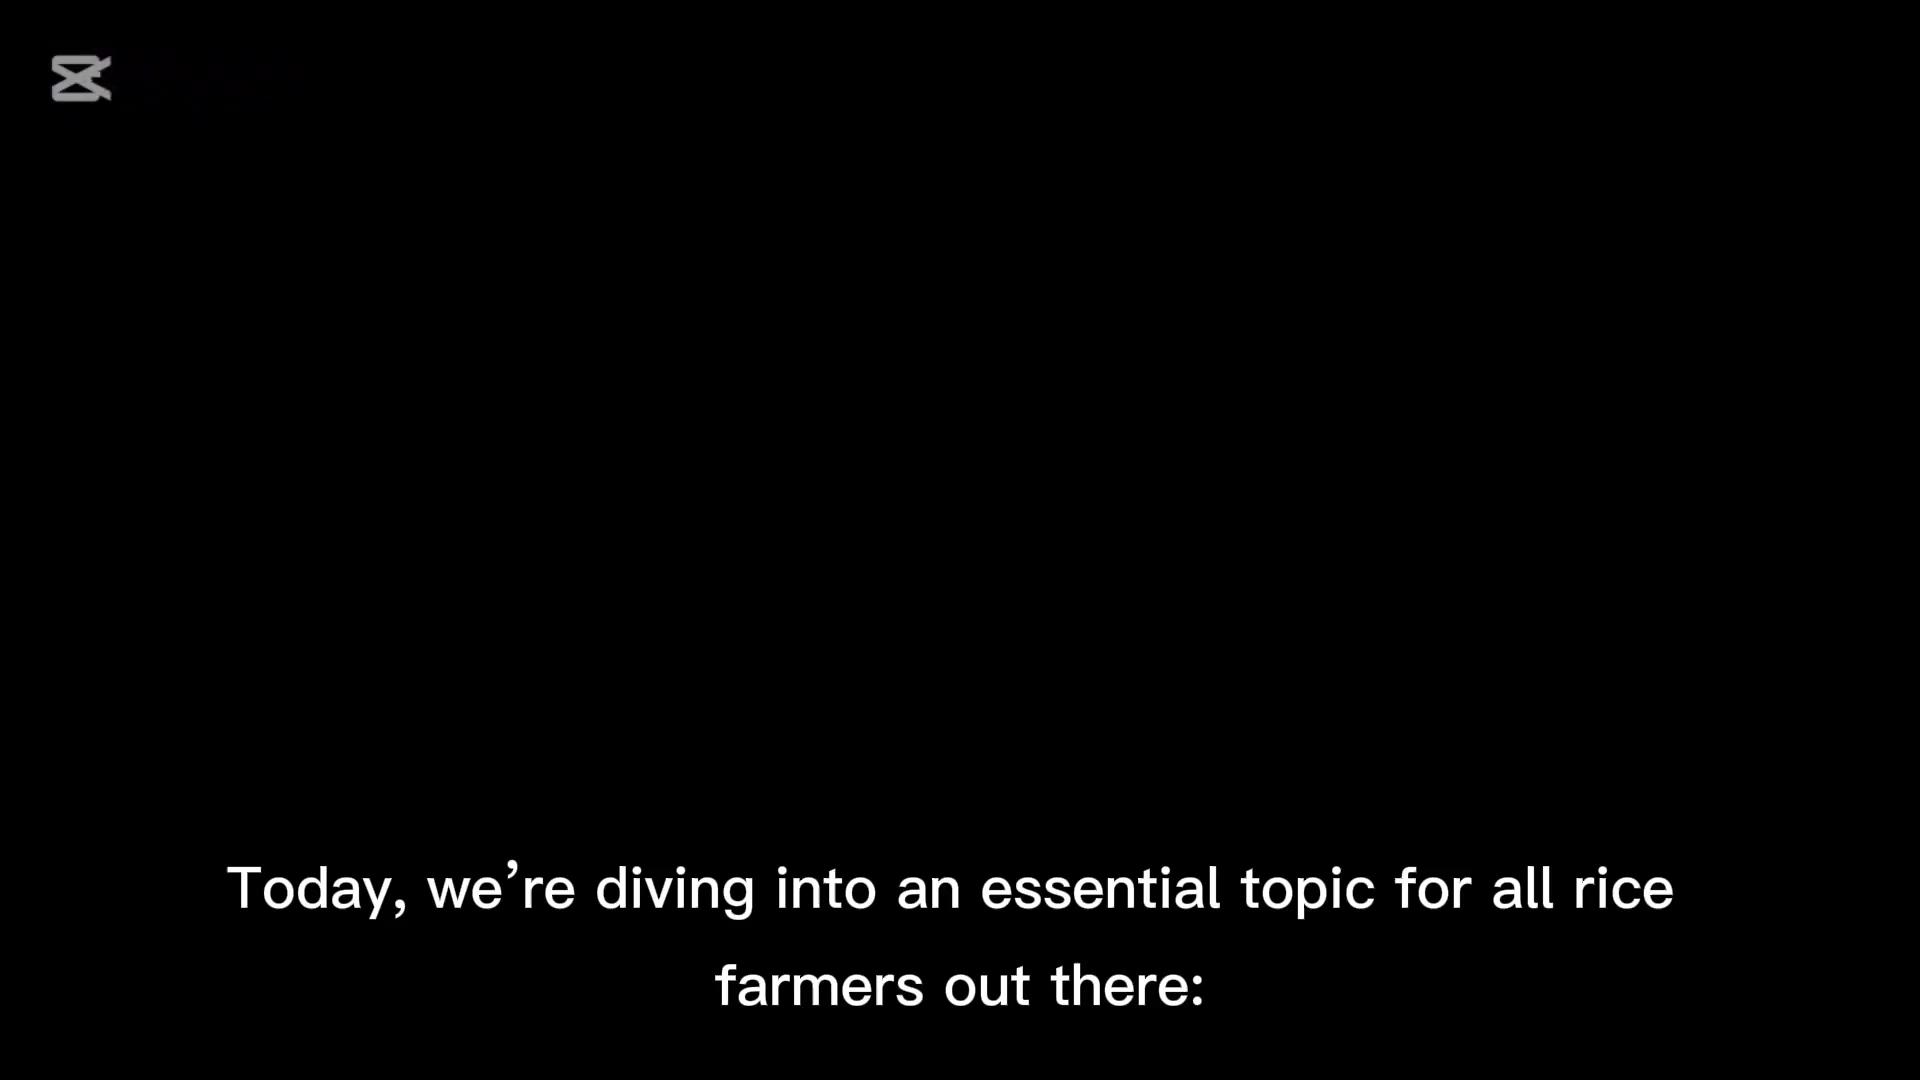 Today, we’re diving into an essential topic for all rice
farmers out there: